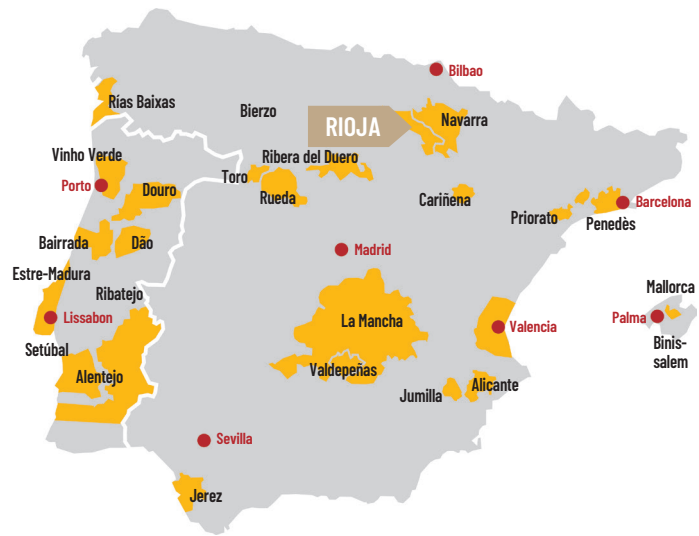 Bilbao
Rías Baixas
Bierzo
RIOJA
Navarra
Vinho Verde
Ribera del Duero
Toro
Porto
Douro
Rueda
Cariñena
Barcelona
Priorato
Penedès
Bairrada
Dão
Madrid
Estre-Madura
Ribatejo
Mallorca
Lissabon
La Mancha
Valencia
Palma
Setúbal
Binis-
salem
Valdepeñas
Alentejo
Jumilla
Alicante
Sevilla
Jerez